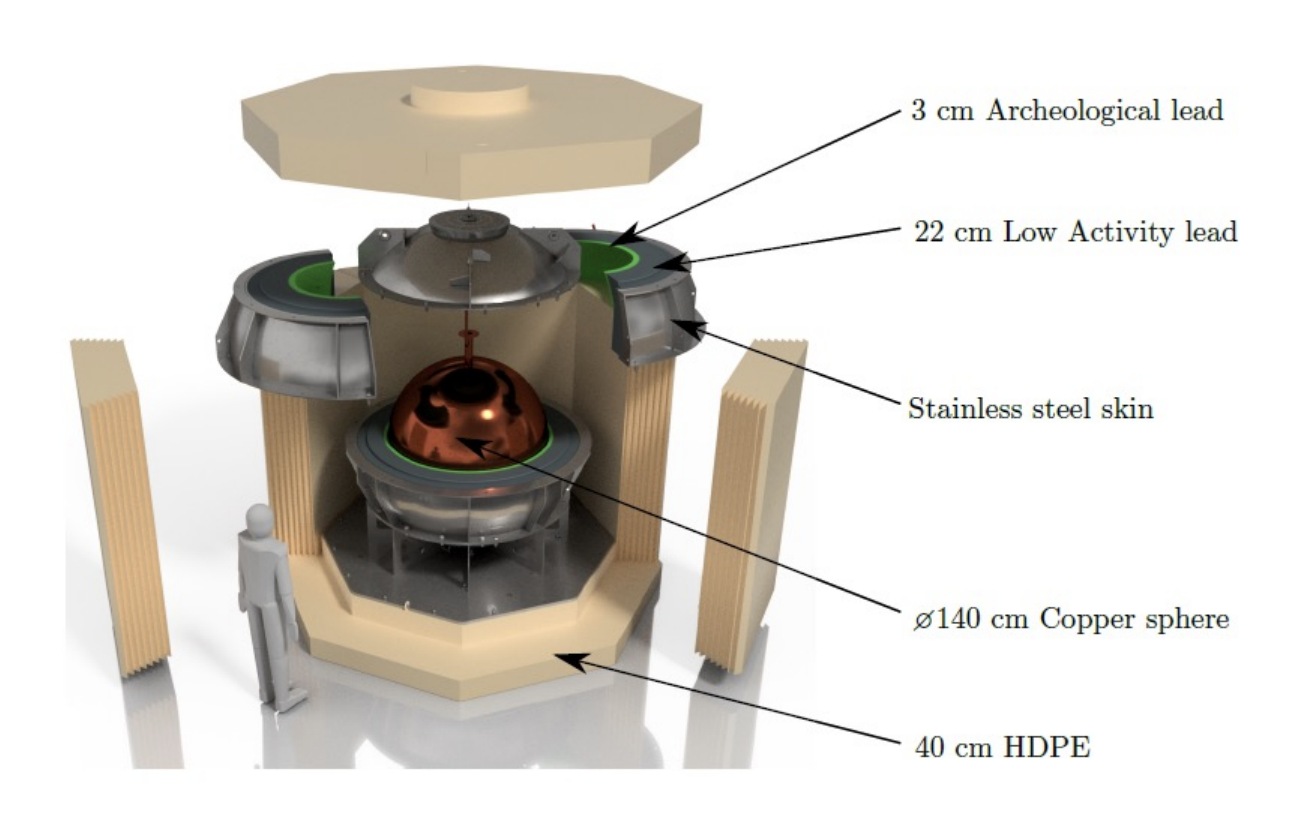 3 cm Archeological lead
22 cm Low Activity lead
Stainless steel skin
⌀140 cm Copper sphere
40 cm HDPE